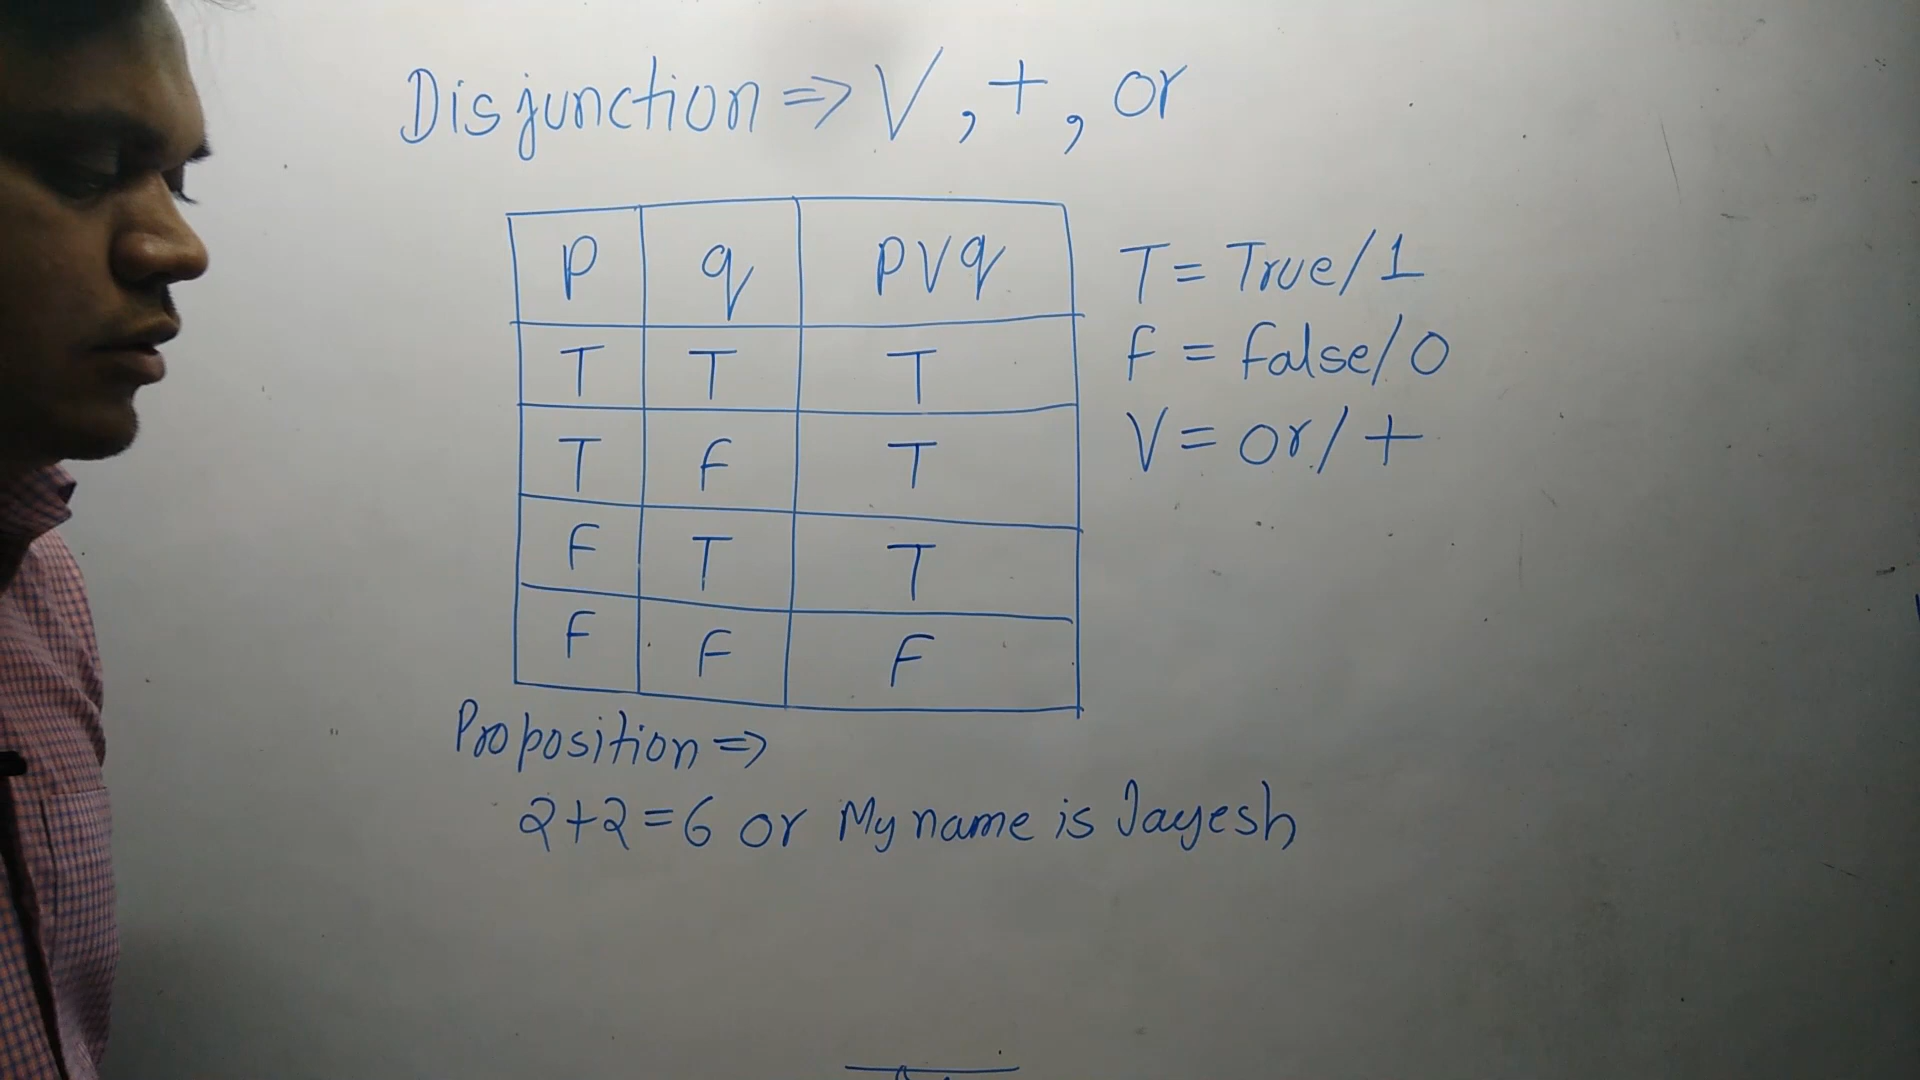 Disjunction ⇒ V, +, or
P q PVq
T T T
T F T
F T T
F F F
T = True/1
F = False/0
V = or/+
Proposition ⇒
2+2=6 or My name is Jayesh